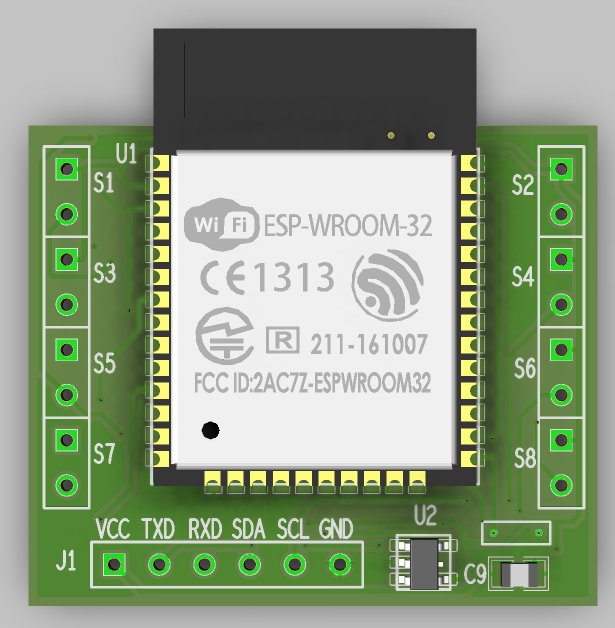 U1
S1
S2
S3
S4
S5
S6
S7
S8
Wi Fi ESP-WROOM-32
CE1313
R 211-161007
FCC ID:2AC7Z-ESPWROOM32
VCC TXD RXD SDA SCL GND
J1
U2
C9